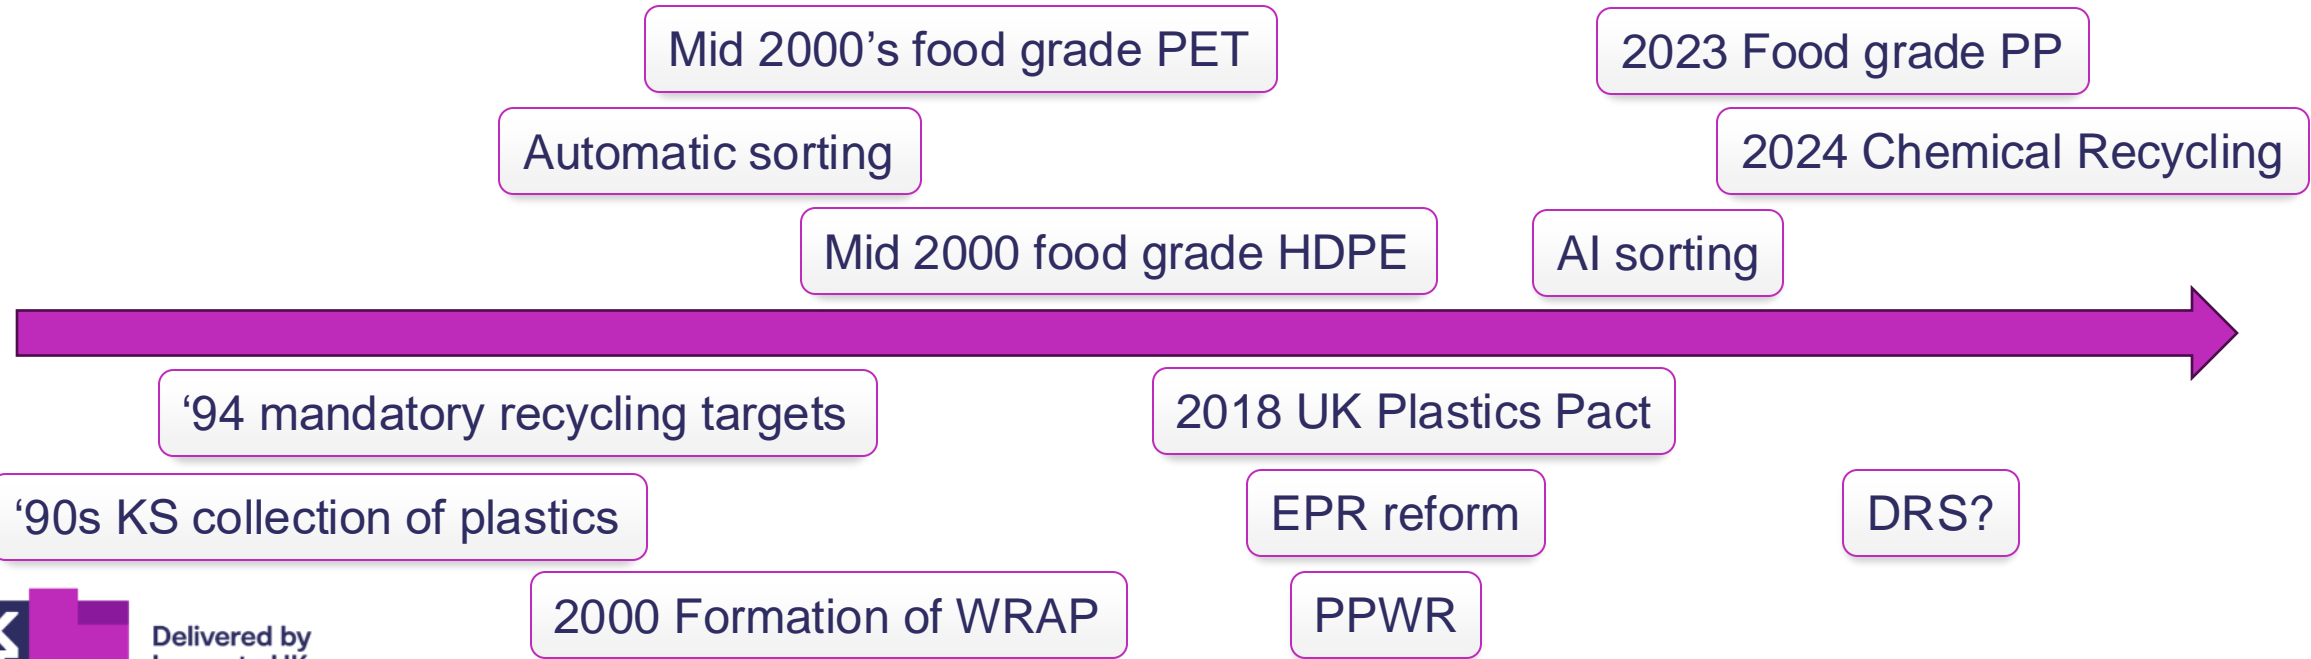 Mid 2000’s food grade PET
2023 Food grade PP
Automatic sorting
2024 Chemical Recycling
Mid 2000 food grade HDPE
AI sorting
‘94 mandatory recycling targets
2018 UK Plastics Pact
‘90s KS collection of plastics
EPR reform
DRS?
2000 Formation of WRAP
PPWR
Delivered by